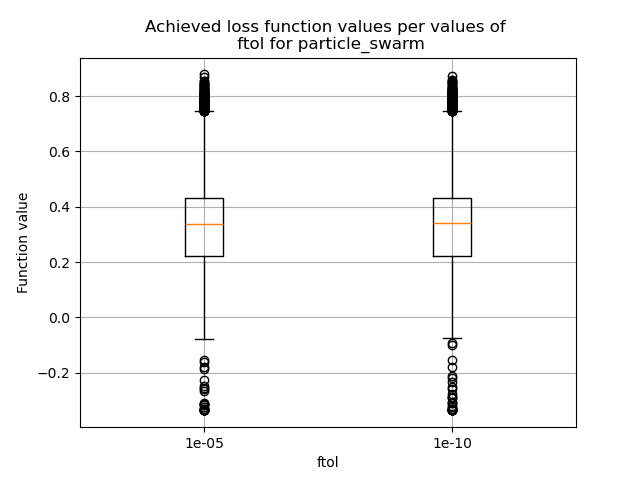 Achieved loss function values per values of
ftol for particle_swarm
Function value
0.8
0.6
0.4
0.2
0.0
−0.2
1e-05
1e-10
ftol